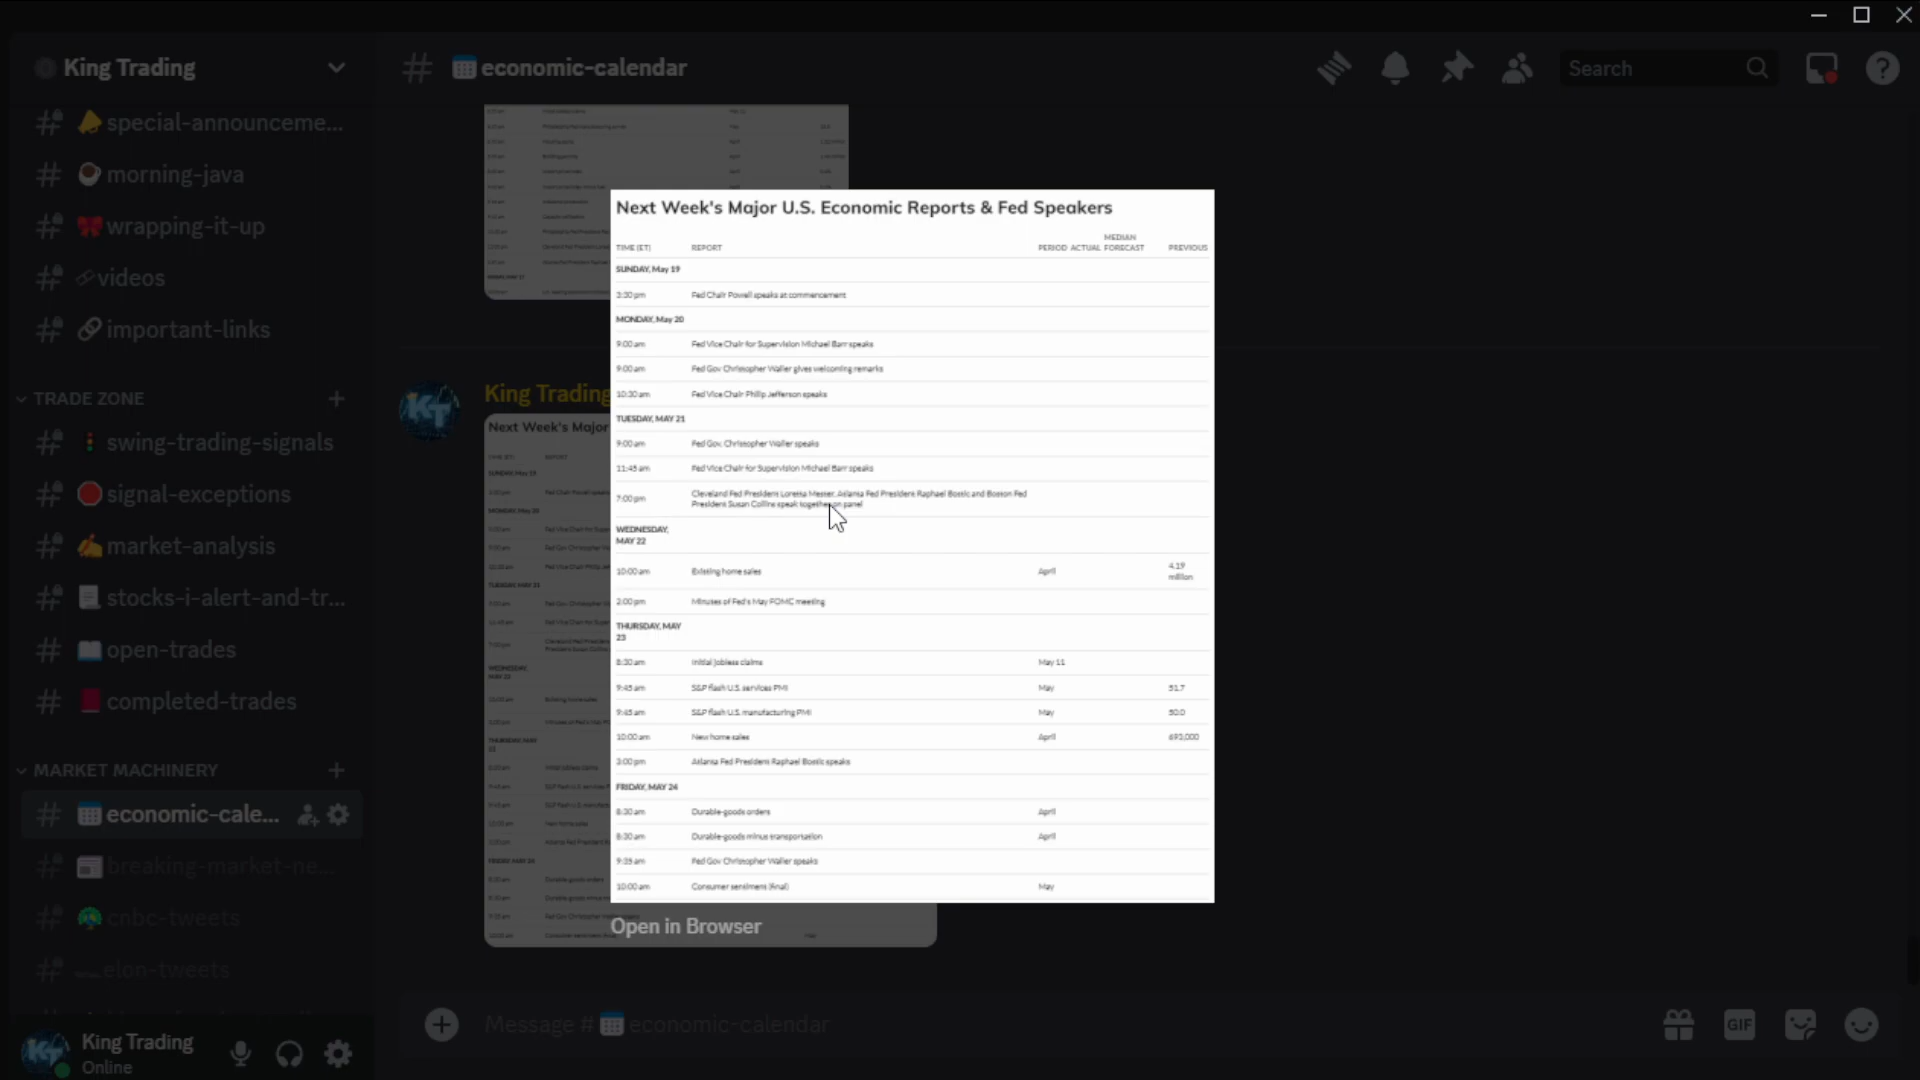 King Trading
economic-calendar
Search
special-announceme...
morning-java
wrapping-it-up
videos
important-links
TRADE ZONE
swing-trading-signals
signal-exceptions
market-analysis
stocks-i-alert-and-tr...
open-trades
completed-trades
MARKET MACHINERY
economic-cale...
breaking-market-ne...
cnbc-tweets
elon-tweets
King Trading
Online
King Trading
Next Week's Major
Next Week's Major U.S. Economic Reports & Fed Speakers
TIME (ET) REPORT PERIOD ACTUAL MEDIAN FORECAST PREVIOUS
SUNDAY, May 19
3:30 pm Fed Chair Powell speaks at commencement
MONDAY, May 20
9:00 am Fed Vice Chair for Supervision Michael Barr speaks
9:00 am Fed Gov Christopher Waller gives welcoming remarks
10:30 am Fed Vice Chair Philip Jefferson speaks
TUESDAY, MAY 21
9:00 am Fed Gov. Christopher Waller speaks
11:45 am Fed Vice Chair for Supervision Michael Barr speaks
7:00 pm Cleveland Fed President Loretta Mester, Atlanta Fed President Raphael Bostic and Boston Fed
President Susan Collins speak together on panel
WEDNESDAY,
MAY 22
10:00 am Existing home sales April 4.19
million
2:00 pm Minutes of Fed's May FOMC meeting
THURSDAY, MAY
23
8:30 am Initial jobless claims May 11
9:45 am S&P flash U.S. services PMI May 51.7
9:45 am S&P flash U.S. manufacturing PMI May 50.0
10:00 am New home sales April 693,000
3:00 pm Atlanta Fed President Raphael Bostic speaks
FRIDAY, MAY 24
8:30 am Durable-goods orders April
8:30 am Durable-goods minus transportation April
9:35 am Fed Gov Christopher Waller speaks
10:00 am Consumer sentiment (final) May
Open in Browser
Message # economic-calendar
GIF